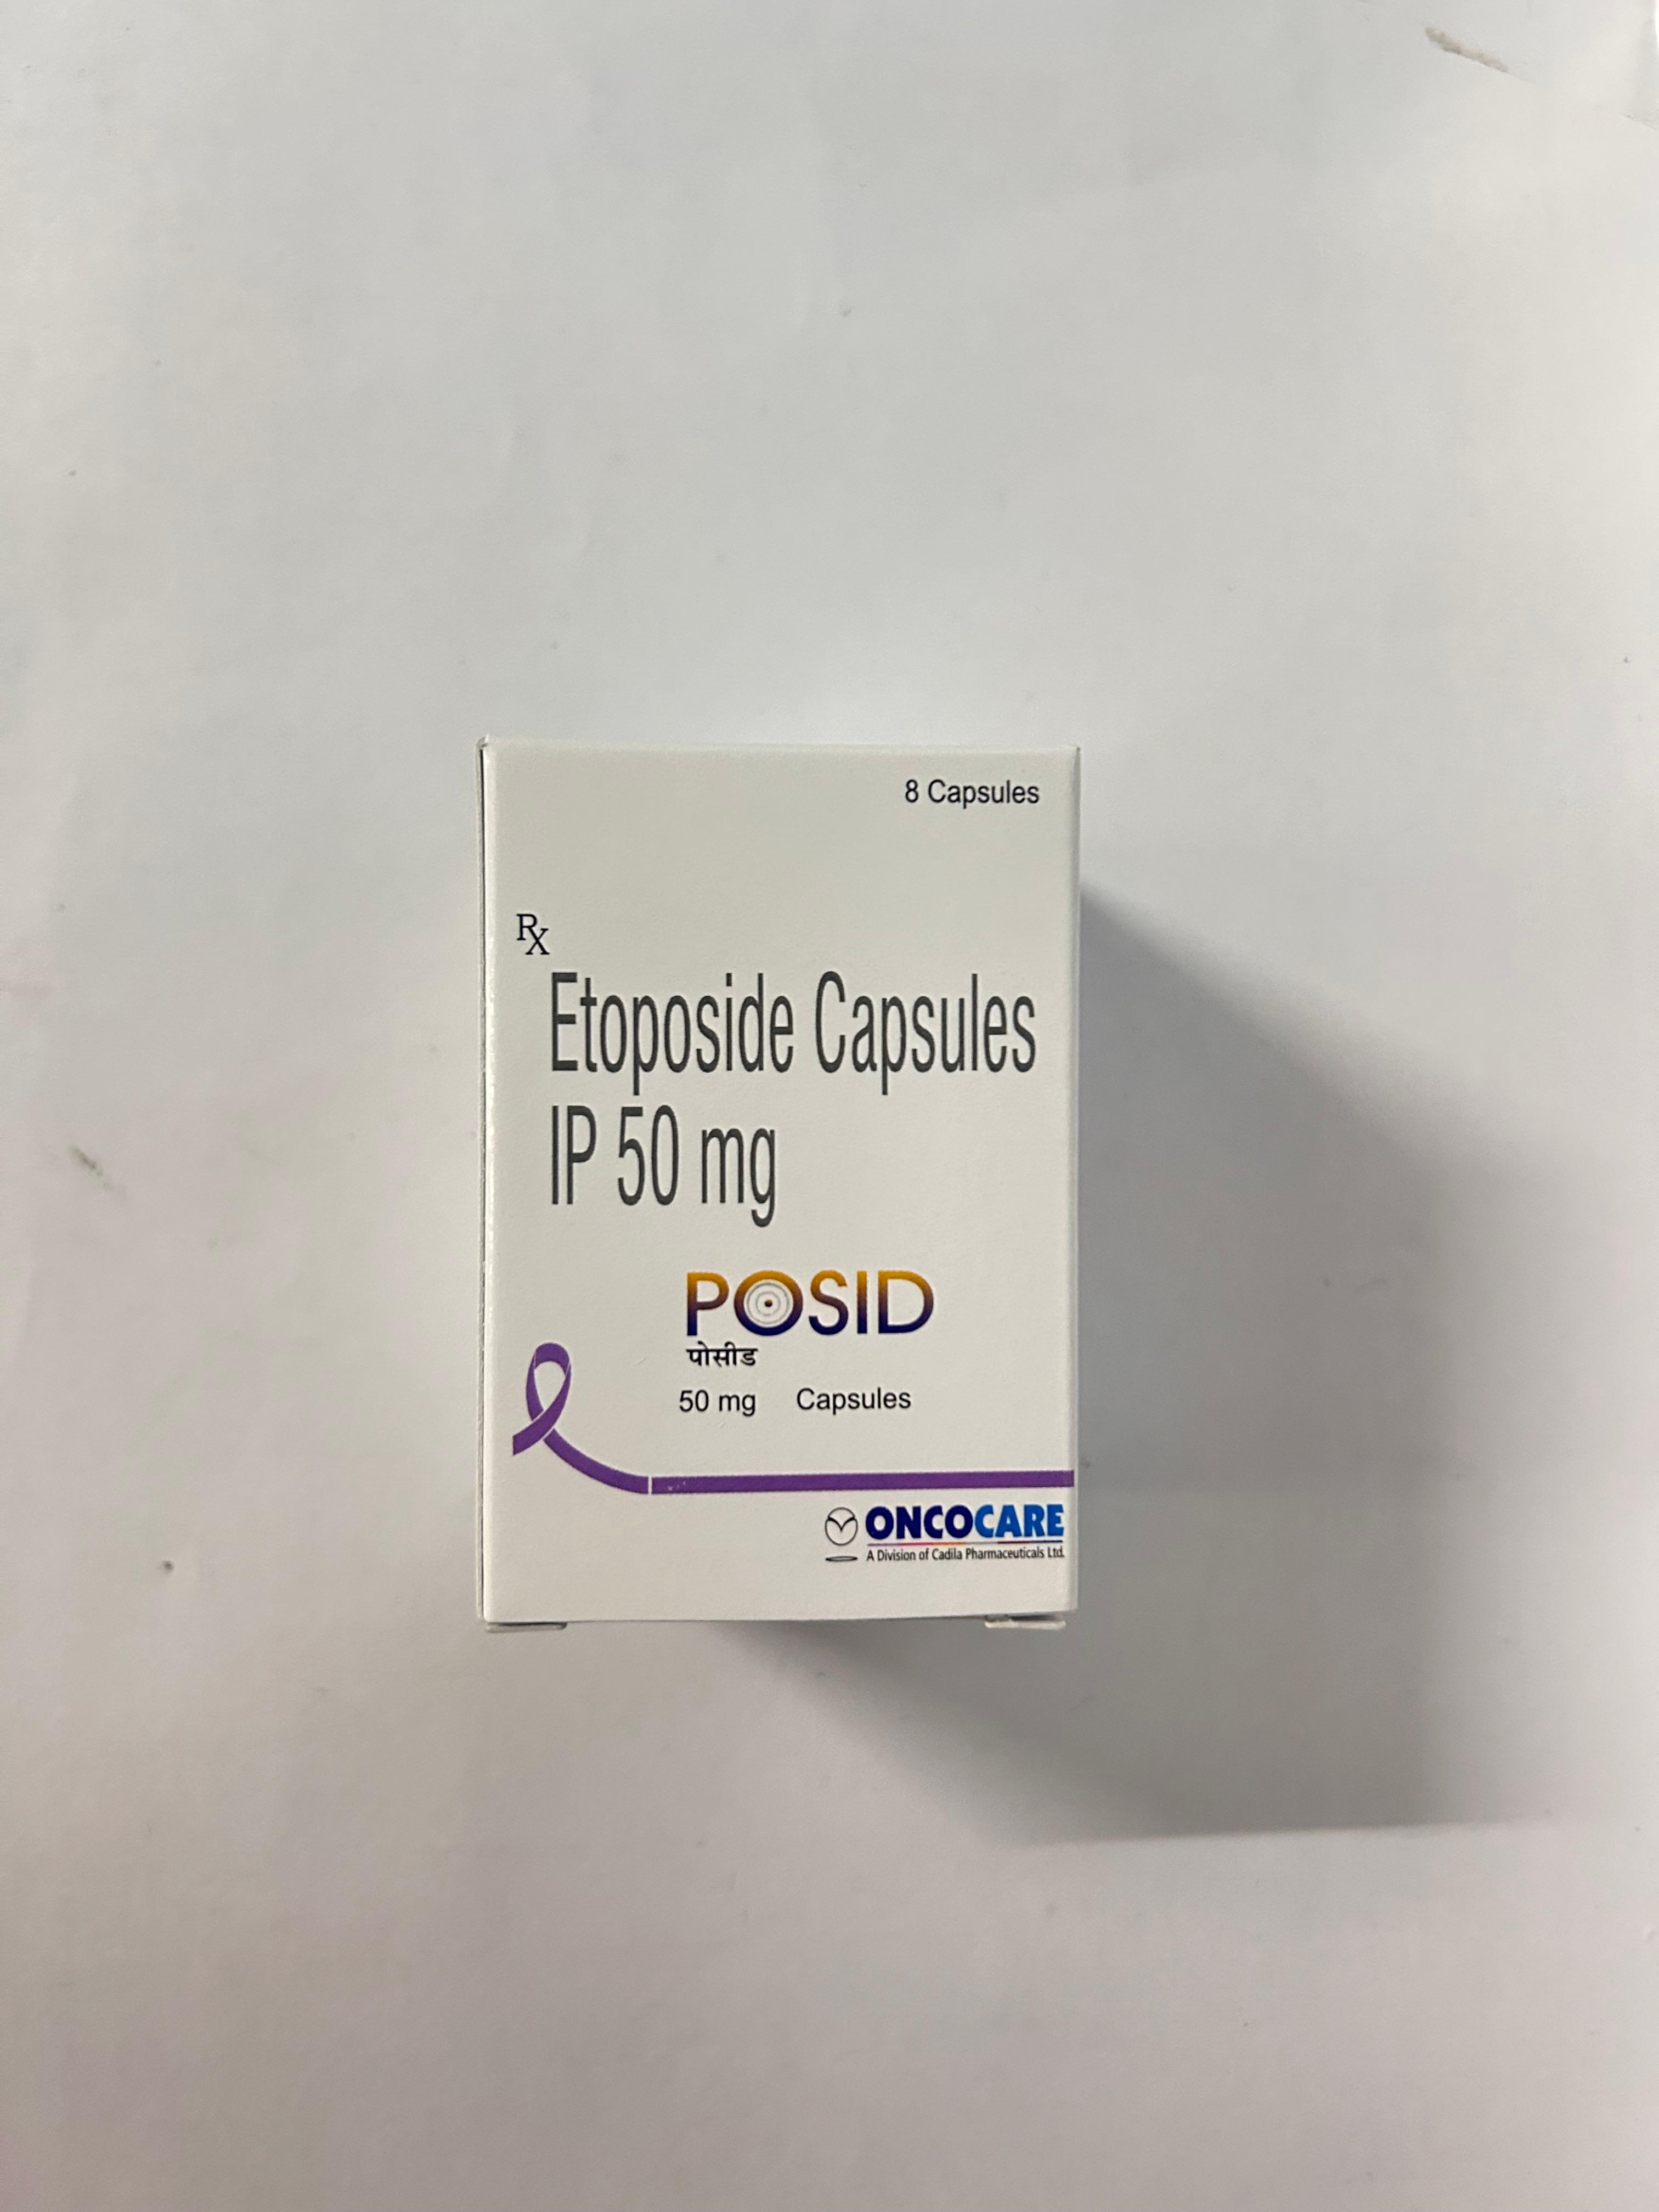 8 Capsules
Rx
Etoposide Capsules
IP 50 mg
POSID
पोसीड
50 mg Capsules
ONCOCARE
A Division of Cadila Pharmaceuticals Ltd.